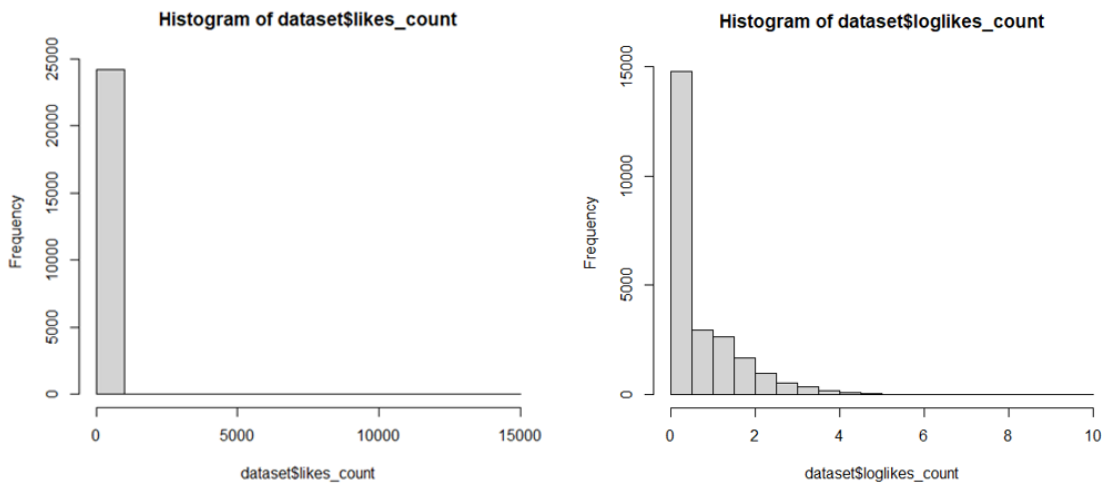 Histogram of dataset$likes_count
Frequency
0
5000
10000
15000
20000
25000
0 5000 10000 15000
dataset$likes_count
Histogram of dataset$loglikes_count
Frequency
0
5000
10000
15000
0 2 4 6 8 10
dataset$loglikes_count